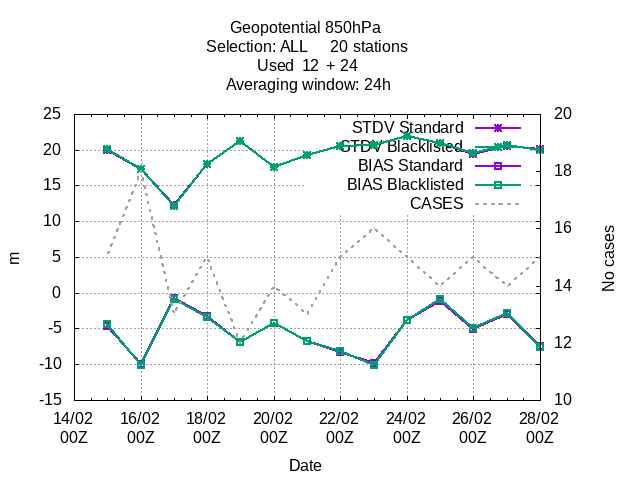 Geopotential 850hPa
Selection: ALL     20 stations
Used  12  + 24
Averaging window: 24h
25
20
15
10
5
0
-5
-10
-15
m
20
18
16
14
12
10
No cases
STDV Standard
STDV Blacklisted
BIAS Standard
BIAS Blacklisted
CASES
14/02 16/02 18/02 20/02 22/02 24/02 26/02 28/02
00Z 00Z 00Z 00Z 00Z 00Z 00Z 00Z
Date